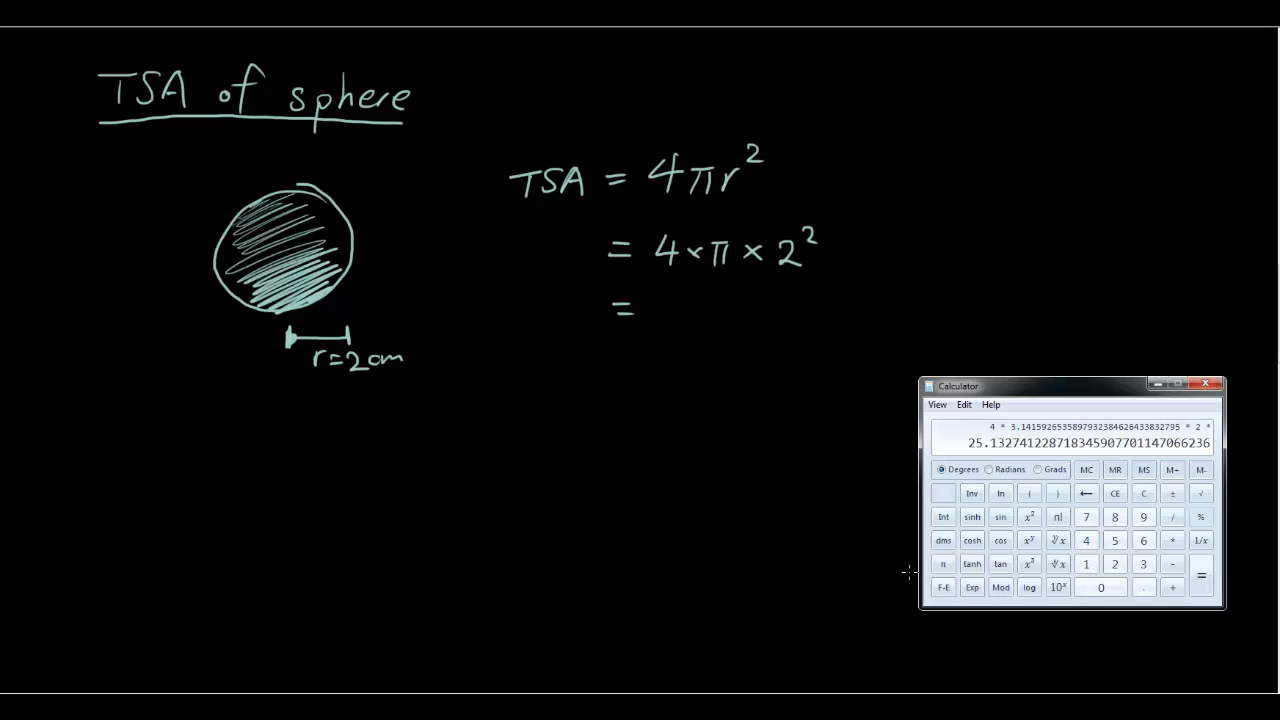 TSA of sphere
TSA = 4πr²
= 4×π×2²
=
r=2cm
Calculator
View Edit Help
4 * 3.1415926535897932384626433832795 * 2 *
25.132741228718345907701147066236
Degrees Radians Grads MC MR MS M+ M-
Inv ln ( ) ← CE C ± √
Int sinh sin x² n! 7 8 9 / %
dms cosh cos xʸ ʸ√x 4 5 6 * 1/x
π tanh tan x³ ³√x 1 2 3 - =
F-E Exp Mod log 10ˣ 0 . +